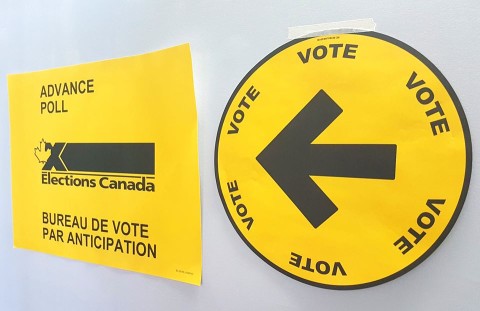 ADVANCE
POLL
Elections Canada
BUREAU DE VOTE
PAR ANTICIPATION
VOTE
VOTE
VOTE
VOTE
VOTE
VOTE